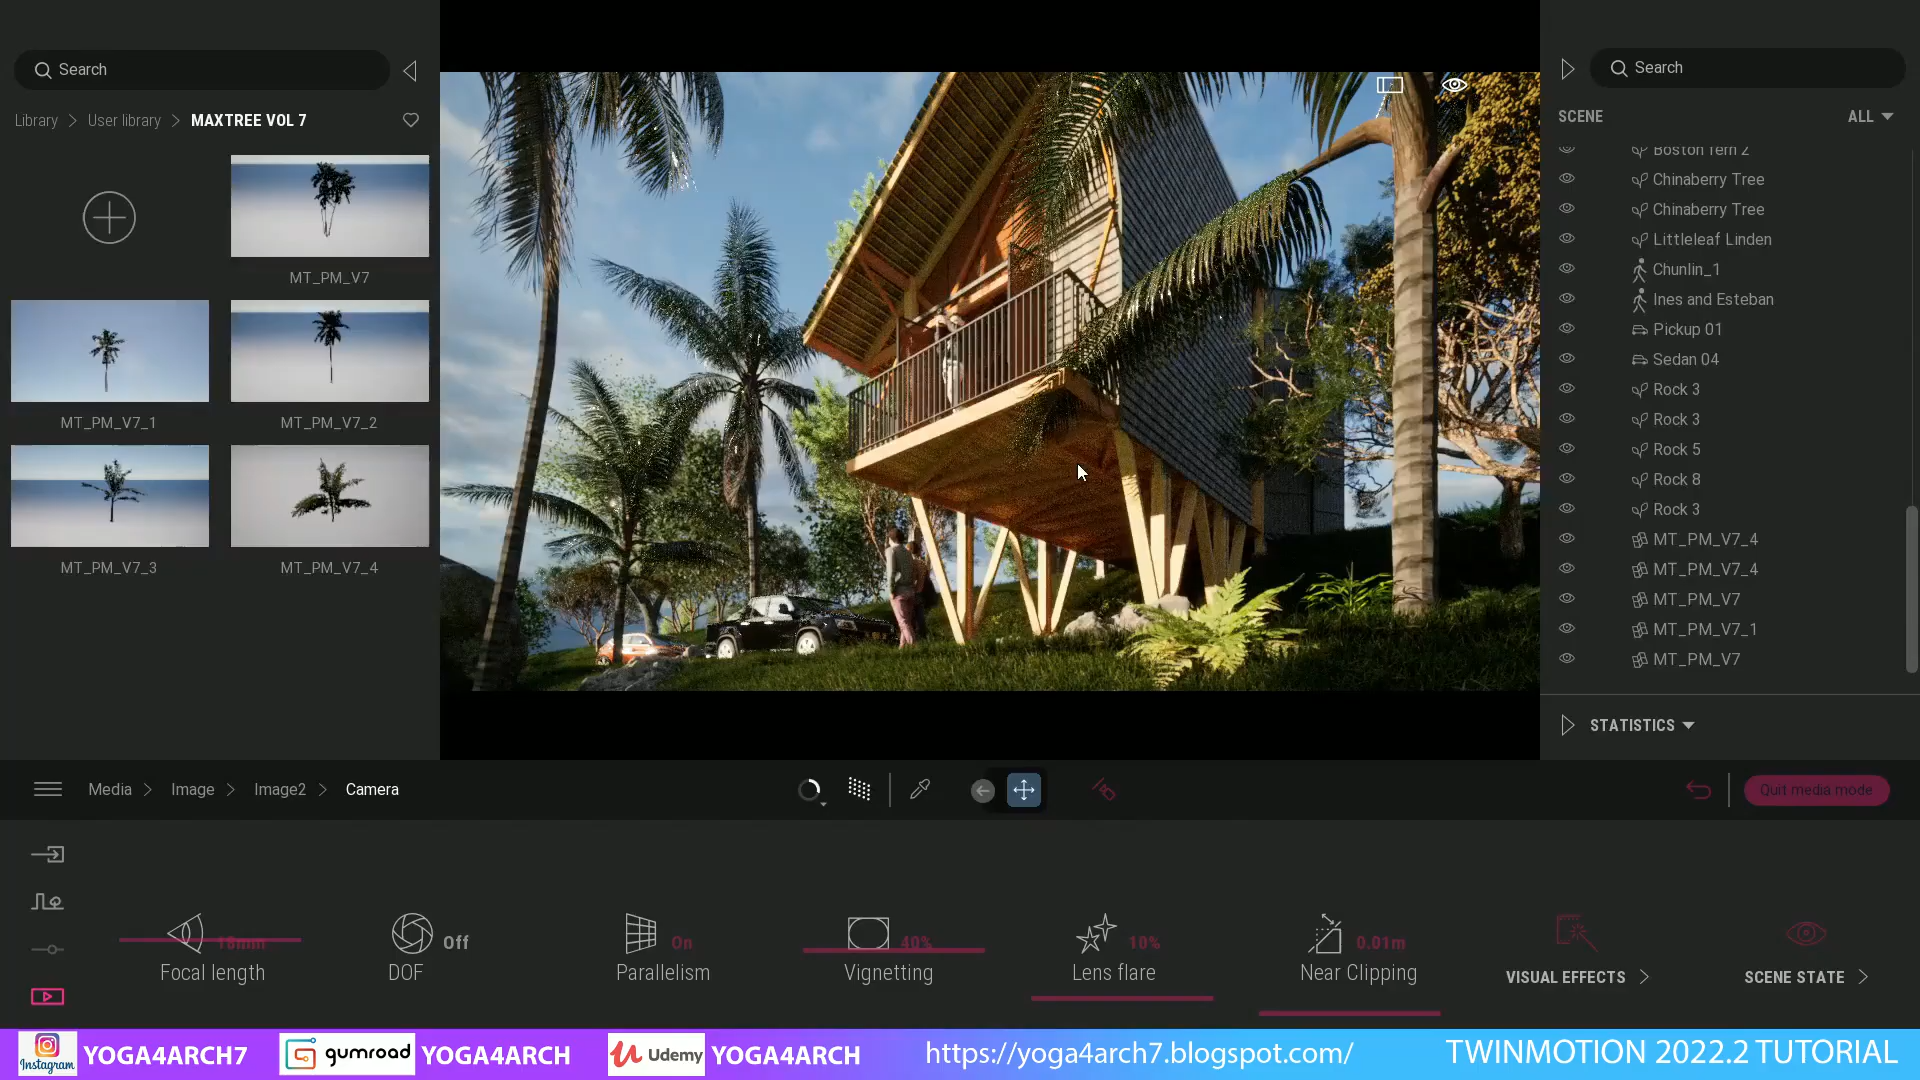 Search
Library
User library
MAXTREE VOL 7
MT_PM_V7
MT_PM_V7_1
MT_PM_V7_2
MT_PM_V7_3
MT_PM_V7_4
Search
SCENE
ALL
Boston fern 2
Chinaberry Tree
Chinaberry Tree
Littleleaf Linden
Chunlin_1
Ines and Esteban
Pickup 01
Sedan 04
Rock 3
Rock 3
Rock 5
Rock 8
Rock 3
MT_PM_V7_4
MT_PM_V7_4
MT_PM_V7
MT_PM_V7_1
MT_PM_V7
STATISTICS
Media
Image
Image2
Camera
Quit media mode
18mm
Focal length
Off
DOF
On
Parallelism
40%
Vignetting
10%
Lens flare
0.01m
Near Clipping
VISUAL EFFECTS
SCENE STATE
Instagram
YOGA4ARCH7
gumroad
YOGA4ARCH
Udemy
YOGA4ARCH
https://yoga4arch7.blogspot.com/
TWINMOTION 2022.2 TUTORIAL